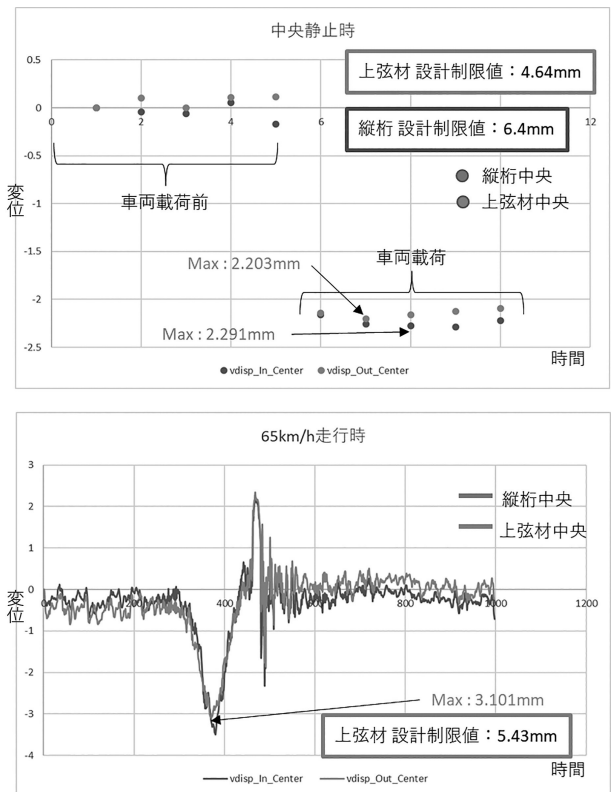 中央静止時
0.5
上弦材 設計制限値：4.64mm
0
0 2 4 6 12
縦桁 設計制限値：6.4mm
-0.5
縦桁中央
変位
-1
車両載荷前
上弦材中央
-1.5
車両載荷
Max : 2.203mm
-2
Max : 2.291mm
-2.5
時間
vdisp_In_Center vdisp_Out_Center
65km/h走行時
3
縦桁中央
2
上弦材中央
1
0
0 200 400 600 800 1000 1200
変位
-1
-2
Max : 3.101mm
-3
上弦材 設計制限値：5.43mm
-4
時間
vdisp_In_Center vdisp_Out_Center